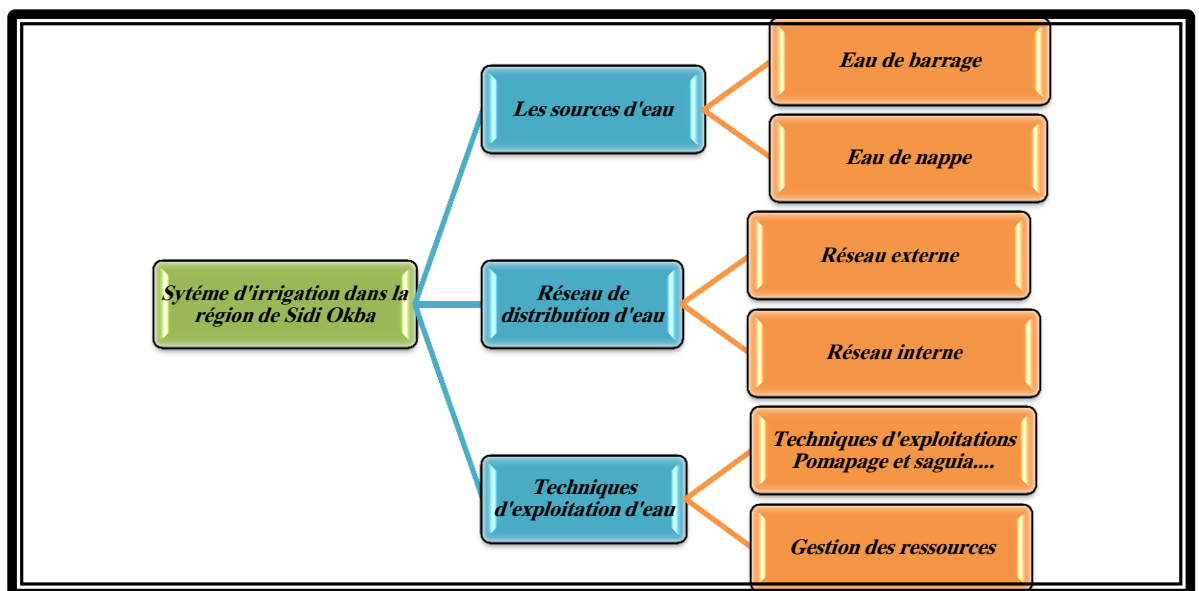 Sytéme d'irrigation dans la
région de Sidi Okba
Les sources d'eau
Eau de barrage
Eau de nappe
Réseau de
distribution d'eau
Réseau externe
Réseau interne
Techniques
d'exploitation d'eau
Techniques d'exploitations
Pomapage et saguia....
Gestion des ressources